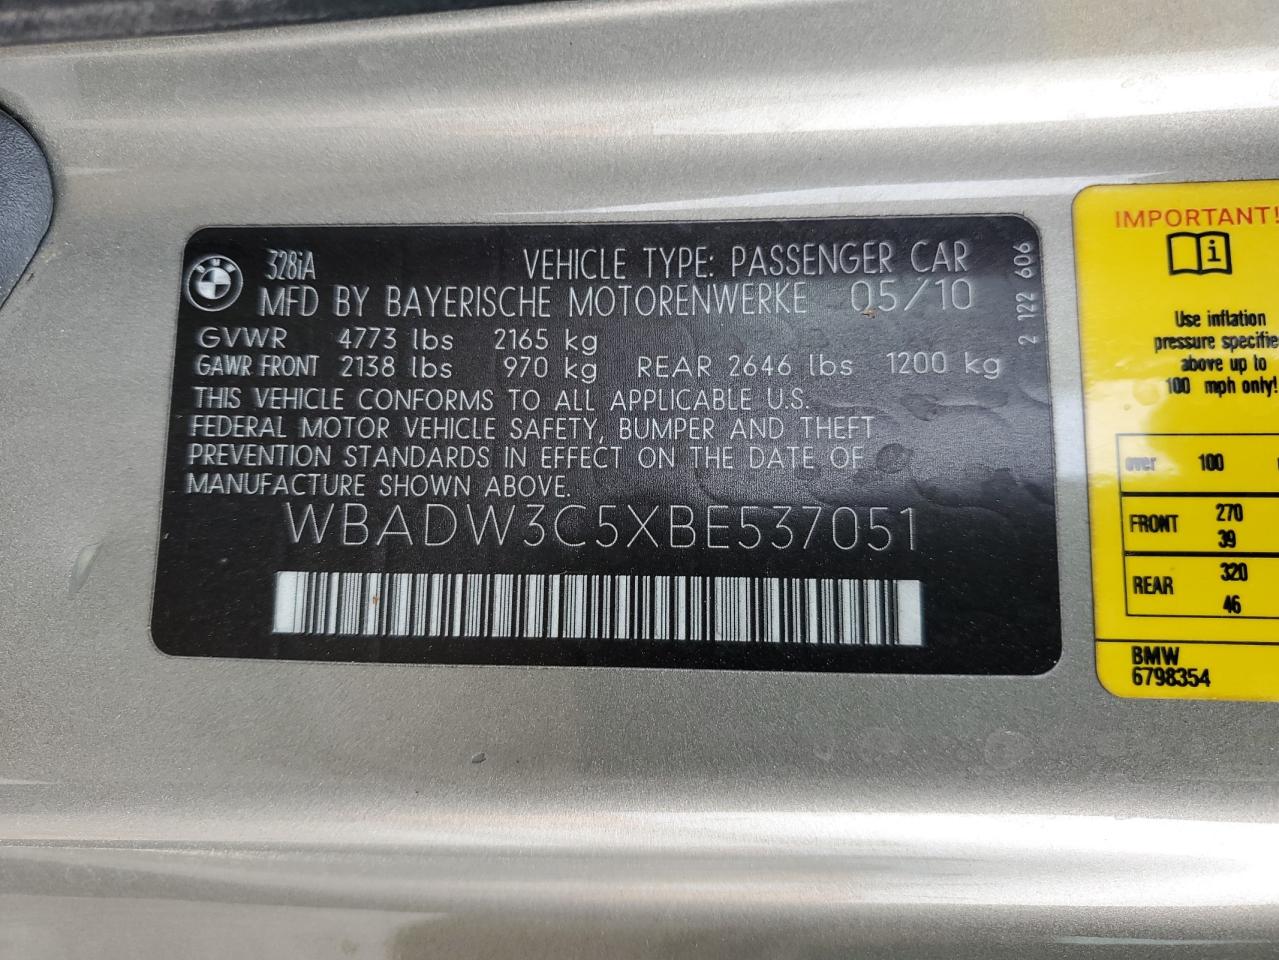 BMW
328iA VEHICLE TYPE: PASSENGER CAR
MFD BY BAYERISCHE MOTORENWERKE 05/10
GVWR 4773 lbs 2165 kg
GAWR FRONT 2138 lbs 970 kg REAR 2646 lbs 1200 kg
THIS VEHICLE CONFORMS TO ALL APPLICABLE U.S.
FEDERAL MOTOR VEHICLE SAFETY, BUMPER AND THEFT
PREVENTION STANDARDS IN EFFECT ON THE DATE OF
MANUFACTURE SHOWN ABOVE.
WBADW3C5XBE537051
2 122 606
IMPORTANT!
i
Use inflation
pressure
above up to
100 mph only!
over 100
FRONT 270
39
REAR 320
46
BMW
6798354